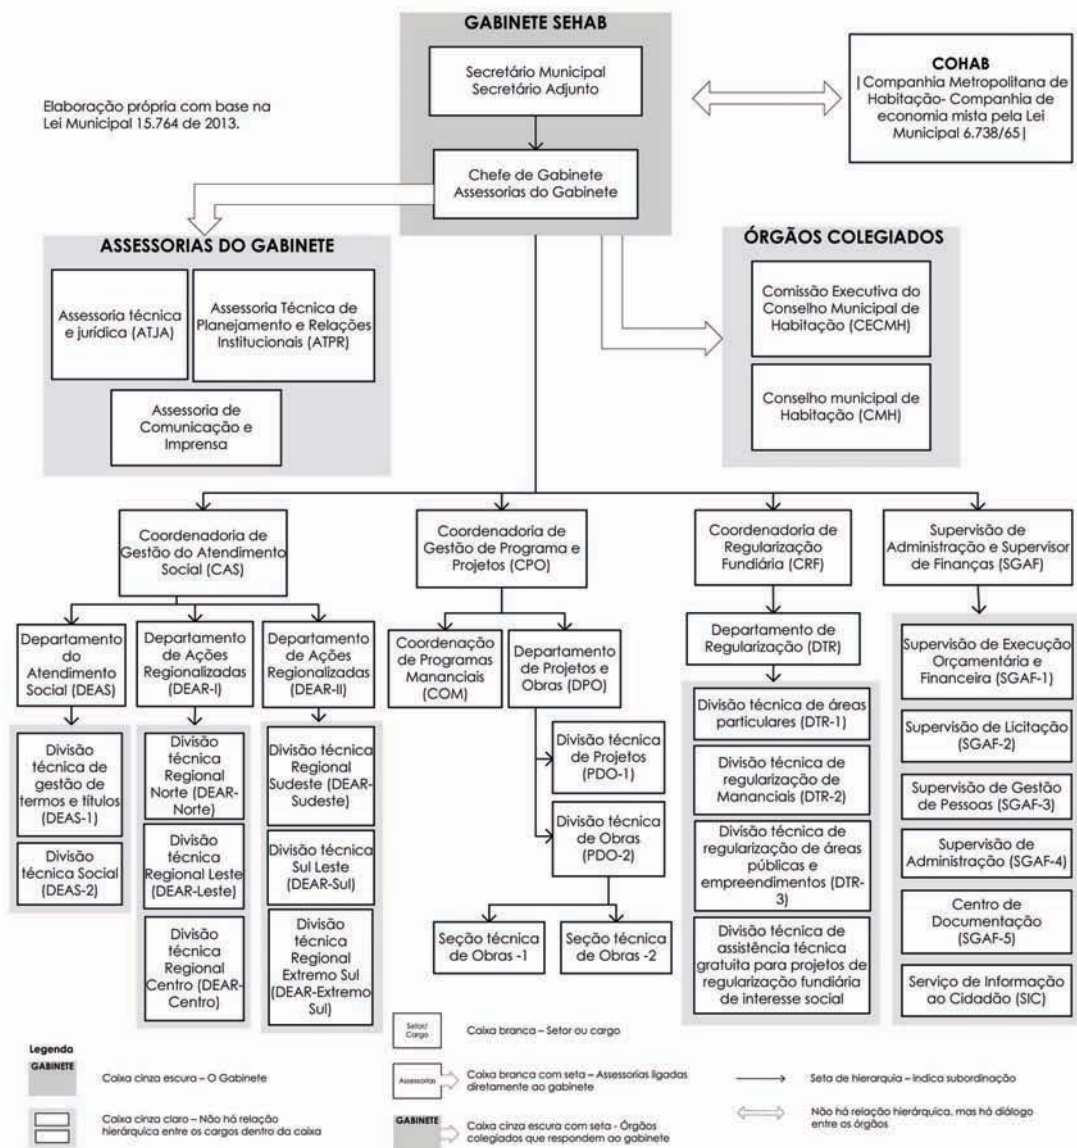 GABINETE SEHAB
Secretário Municipal
Secretário Adjunto
Chefe de Gabinete
Assessorias do Gabinete
COHAB
|Companhia Metropolitana de
Habitação- Companhia de
economia mista pela Lei
Municipal 6.738/65|
Elaboração própria com base na
Lei Municipal 15.764 de 2013.
ASSESSORIAS DO GABINETE
Assessoria técnica
e jurídica (ATJA)
Assessoria Técnica de
Planejamento e Relações
Institucionais (ATPR)
Assessoria de
Comunicação e
Imprensa
ÓRGÃOS COLEGIADOS
Comissão Executiva do
Conselho Municipal de
Habitação (CECMH)
Conselho municipal de
Habitação (CMH)
Coordenadoria de
Gestão do Atendimento
Social (CAS)
Coordenadoria de
Gestão de Programa e
Projetos (CPO)
Coordenadoria de
Regularização
Fundiária (CRF)
Supervisão de
Administração e Supervisor
de Finanças (SGAF)
Departamento
do
Atendimento
Social (DEAS)
Departamento
de Ações
Regionalizadas
(DEAR-I)
Departamento
de Ações
Regionalizadas
(DEAR-II)
Coordenação
de Programas
Mananciais
(COM)
Departamento
de Projetos e
Obras (DPO)
Departamento de
Regularização (DTR)
Divisão
técnica de
gestão de
termos e títulos
(DEAS-1)
Divisão
técnica Social
(DEAS-2)
Divisão
técnica
Regional
Norte (DEAR-
Norte)
Divisão
técnica
Regional Leste
(DEAR-Leste)
Divisão
técnica
Regional
Centro (DEAR-
Centro)
Divisão técnica
Regional
Sudeste (DEAR-
Sudeste)
Divisão técnica
Sul Leste
(DEAR-Sul)
Divisão
técnica
Regional
Extremo Sul
(DEAR-Extremo
Sul)
Divisão técnica
de Projetos
(PDO-1)
Divisão técnica
de Obras
(PDO-2)
Seção técnica
de Obras -1
Seção técnica
de Obras -2
Divisão técnica de áreas
particulares (DTR-1)
Divisão técnica de
regularização de
Mananciais (DTR-2)
Divisão técnica de
regularização de áreas
públicas e
empreendimentos (DTR-
3)
Divisão técnica de
assistência técnica
gratuita para projetos de
regularização fundiária
de interesse social
Supervisão de Execução
Orçamentária e
Financeira (SGAF-1)
Supervisão de Licitação
(SGAF-2)
Supervisão de Gestão
de Pessoas (SGAF-3)
Supervisão de
Administração (SGAF-4)
Centro de
Documentação
(SGAF-5)
Serviço de Informação
ao Cidadão (SIC)
Legenda
GABINETE
Caixa cinza escura – O Gabinete
Caixa cinza claro – Não há relação
hierárquica entre os cargos dentro da caixa
Setor/
Cargo
Caixa branca – Setor ou cargo
Assessorias
Caixa branca com seta – Assessorias ligadas
diretamente ao gabinete
GABINETE
Caixa cinza escura com seta - Órgãos
colegiados que respondem ao gabinete
Seta de hierarquia – indica subordinação
Não há relação hierárquica, mas há diálogo
entre os órgãos